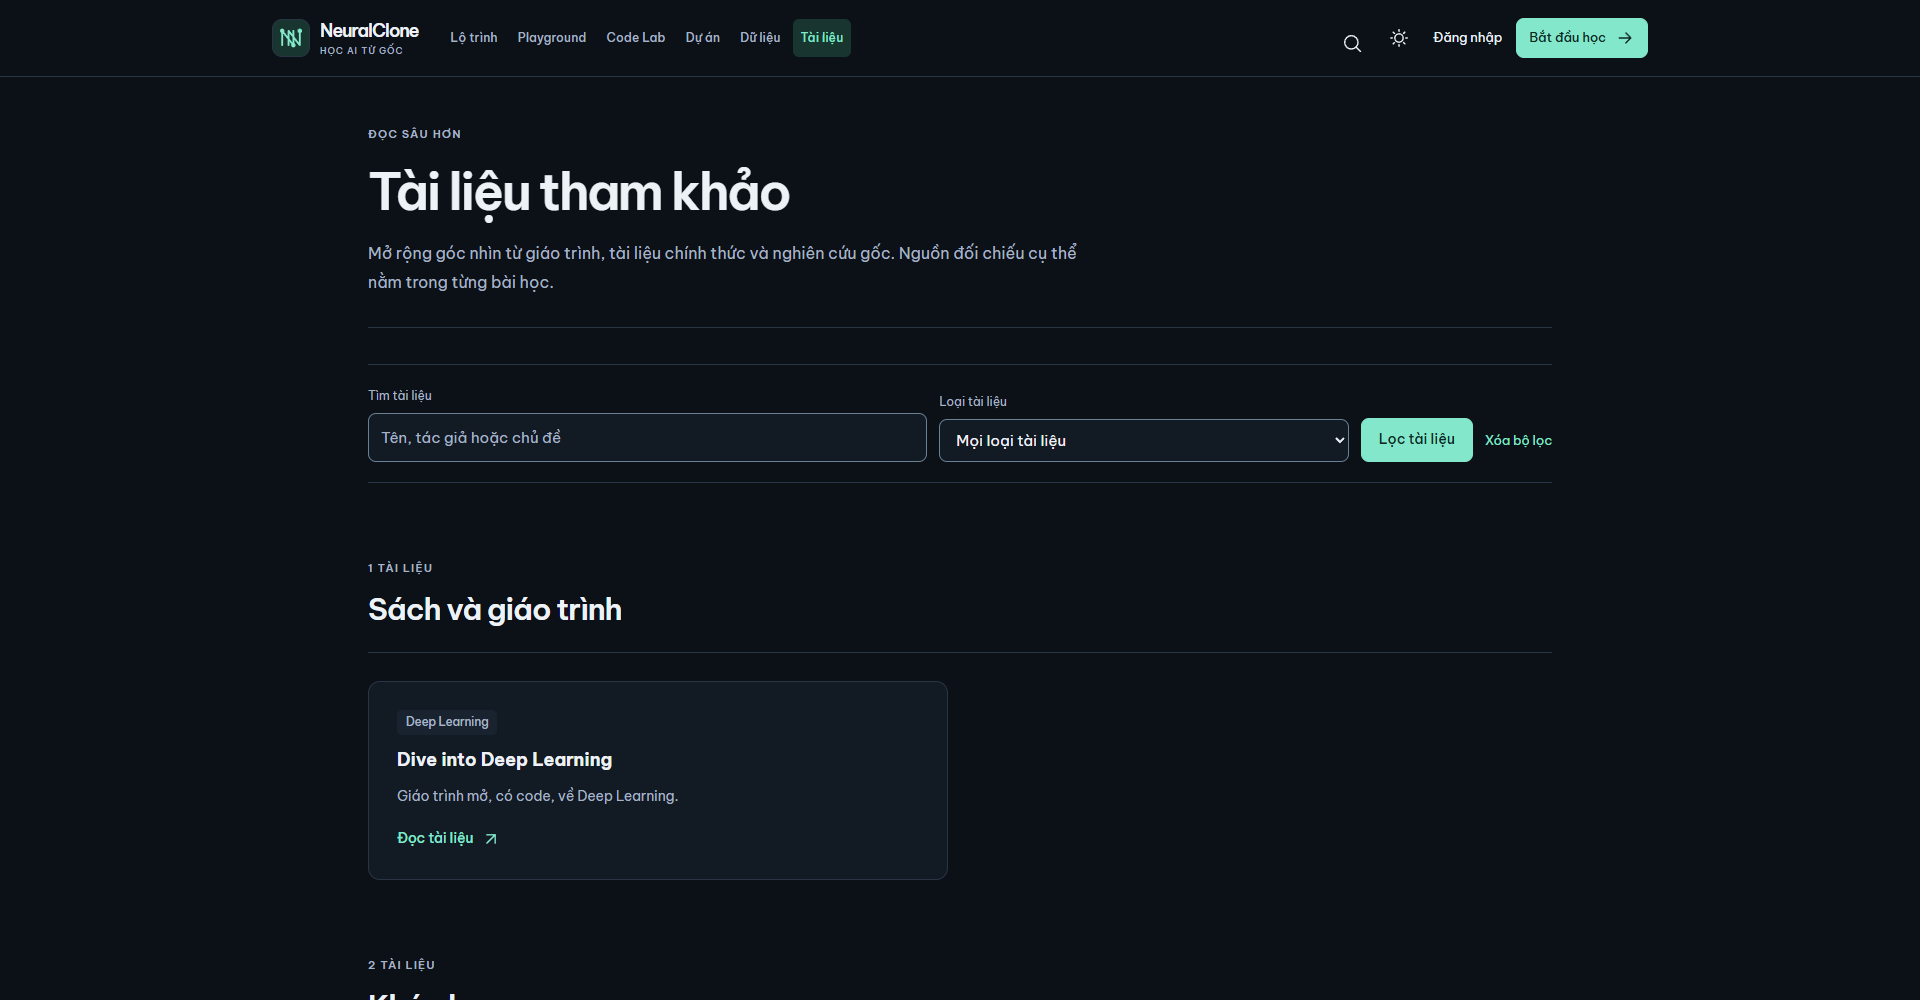 NeuralClone
HỌC AI TỪ GỐC
Lộ trình
Playground
Code Lab
Dự án
Dữ liệu
Tài liệu
Đăng nhập
Bắt đầu học
ĐỌC SÂU HƠN
Tài liệu tham khảo
Mở rộng góc nhìn từ giáo trình, tài liệu chính thức và nghiên cứu gốc. Nguồn đối chiếu cụ thể
nằm trong từng bài học.
Tìm tài liệu
Tên, tác giả hoặc chủ đề
Loại tài liệu
Mọi loại tài liệu
Lọc tài liệu
Xóa bộ lọc
1 TÀI LIỆU
Sách và giáo trình
Deep Learning
Dive into Deep Learning
Giáo trình mở, có code, về Deep Learning.
Đọc tài liệu
2 TÀI LIỆU